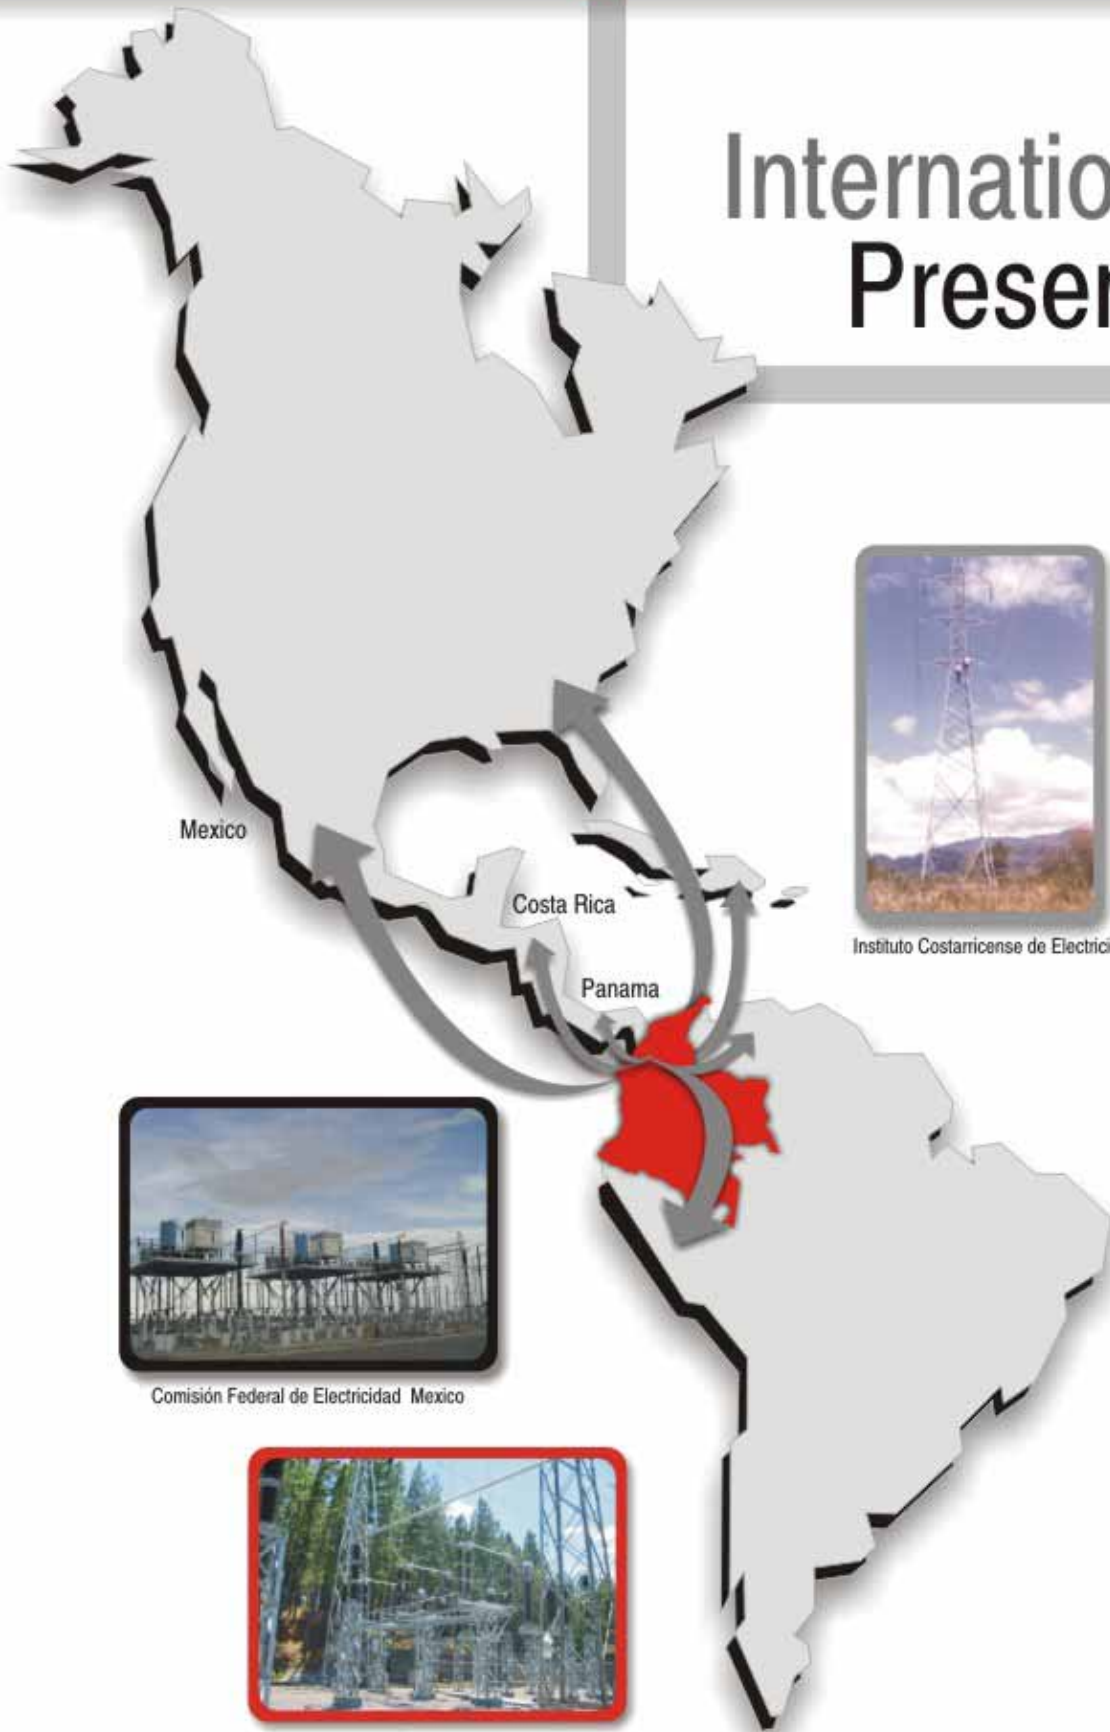 Internatio
Preser
Mexico
Costa Rica
Instituto Costarricense de Electrici
Panama
Comisión Federal de Electricidad Mexico